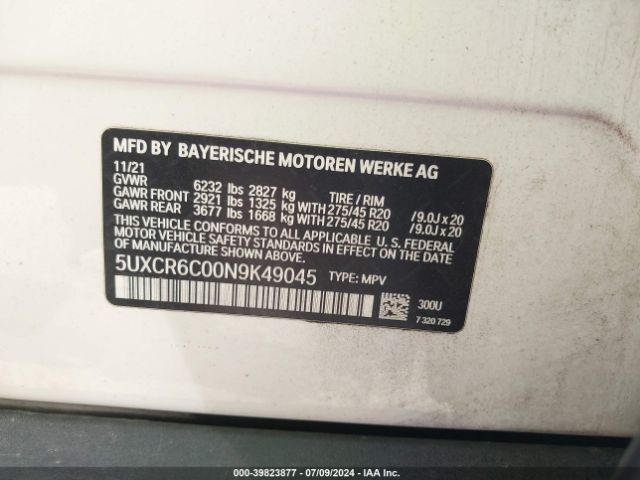 MFD BY BAYERISCHE MOTOREN WERKE AG
11/21
GVWR 6232 lbs 2827 kg TIRE / RIM
GAWR FRONT 2921 lbs 1325 kg WITH 275/45 R20 /9.0J x 20
GAWR REAR 3677 lbs 1668 kg WITH 275/45 R20 /9.0J x 20
THIS VEHICLE CONFORMS TO ALL APPLICABLE U. S. FEDERAL
MOTOR VEHICLE SAFETY STANDARDS IN EFFECT ON THE
DATE OF MANUFACTURE SHOWN ABOVE.
5UXCR6C00N9K49045 TYPE: MPV
300U
7 320 729
000-39823877 - 07/09/2024 - IAA Inc.